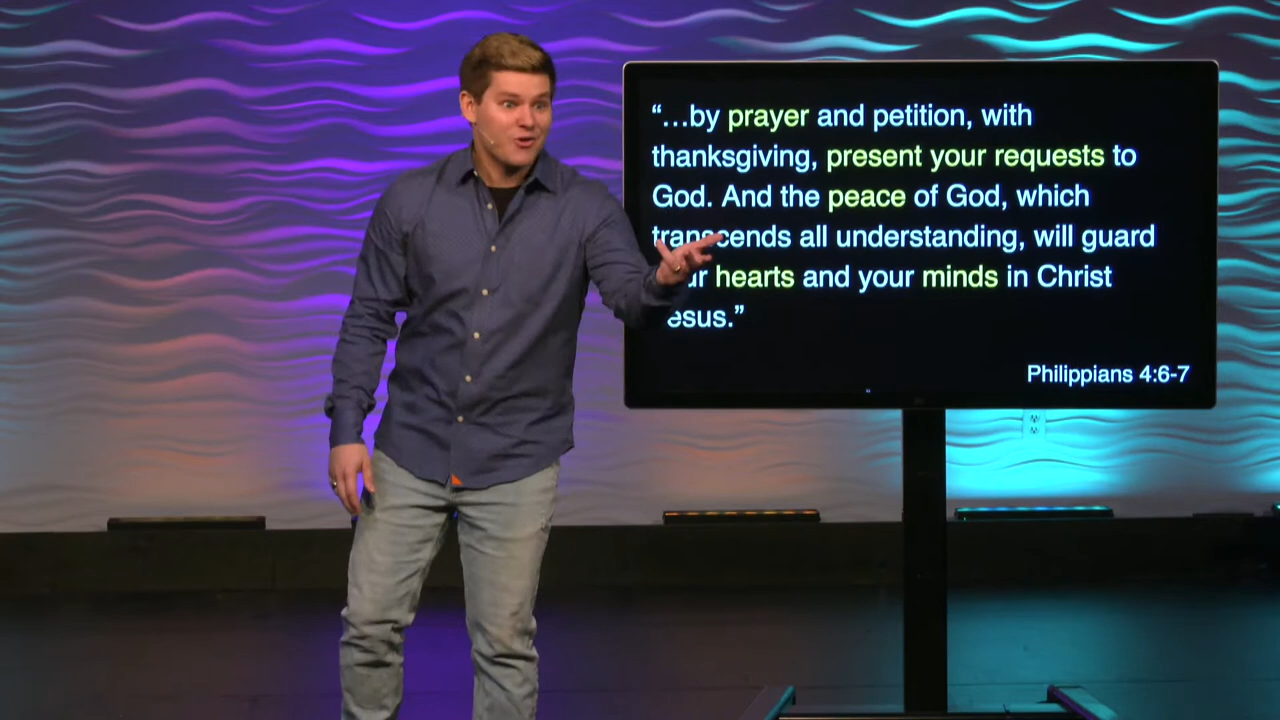 “…by prayer and petition, with
thanksgiving, present your requests to
God. And the peace of God, which
transcends all understanding, will guard
hearts and your minds in Christ
esus.”
Philippians 4:6-7